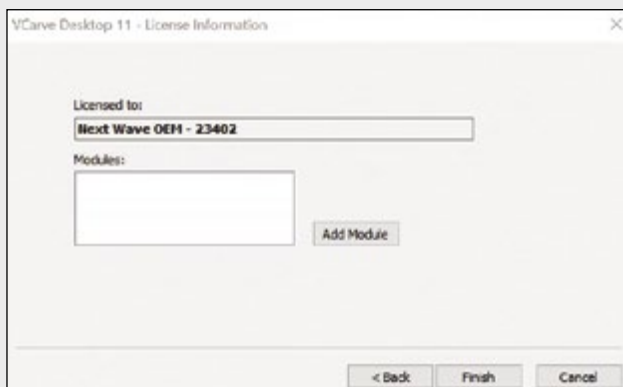 VCarve Desktop 11 - License Information
Licensed to:
Next Wave OEM - 23402
Modules:
Add Module
< Back Finish Cancel